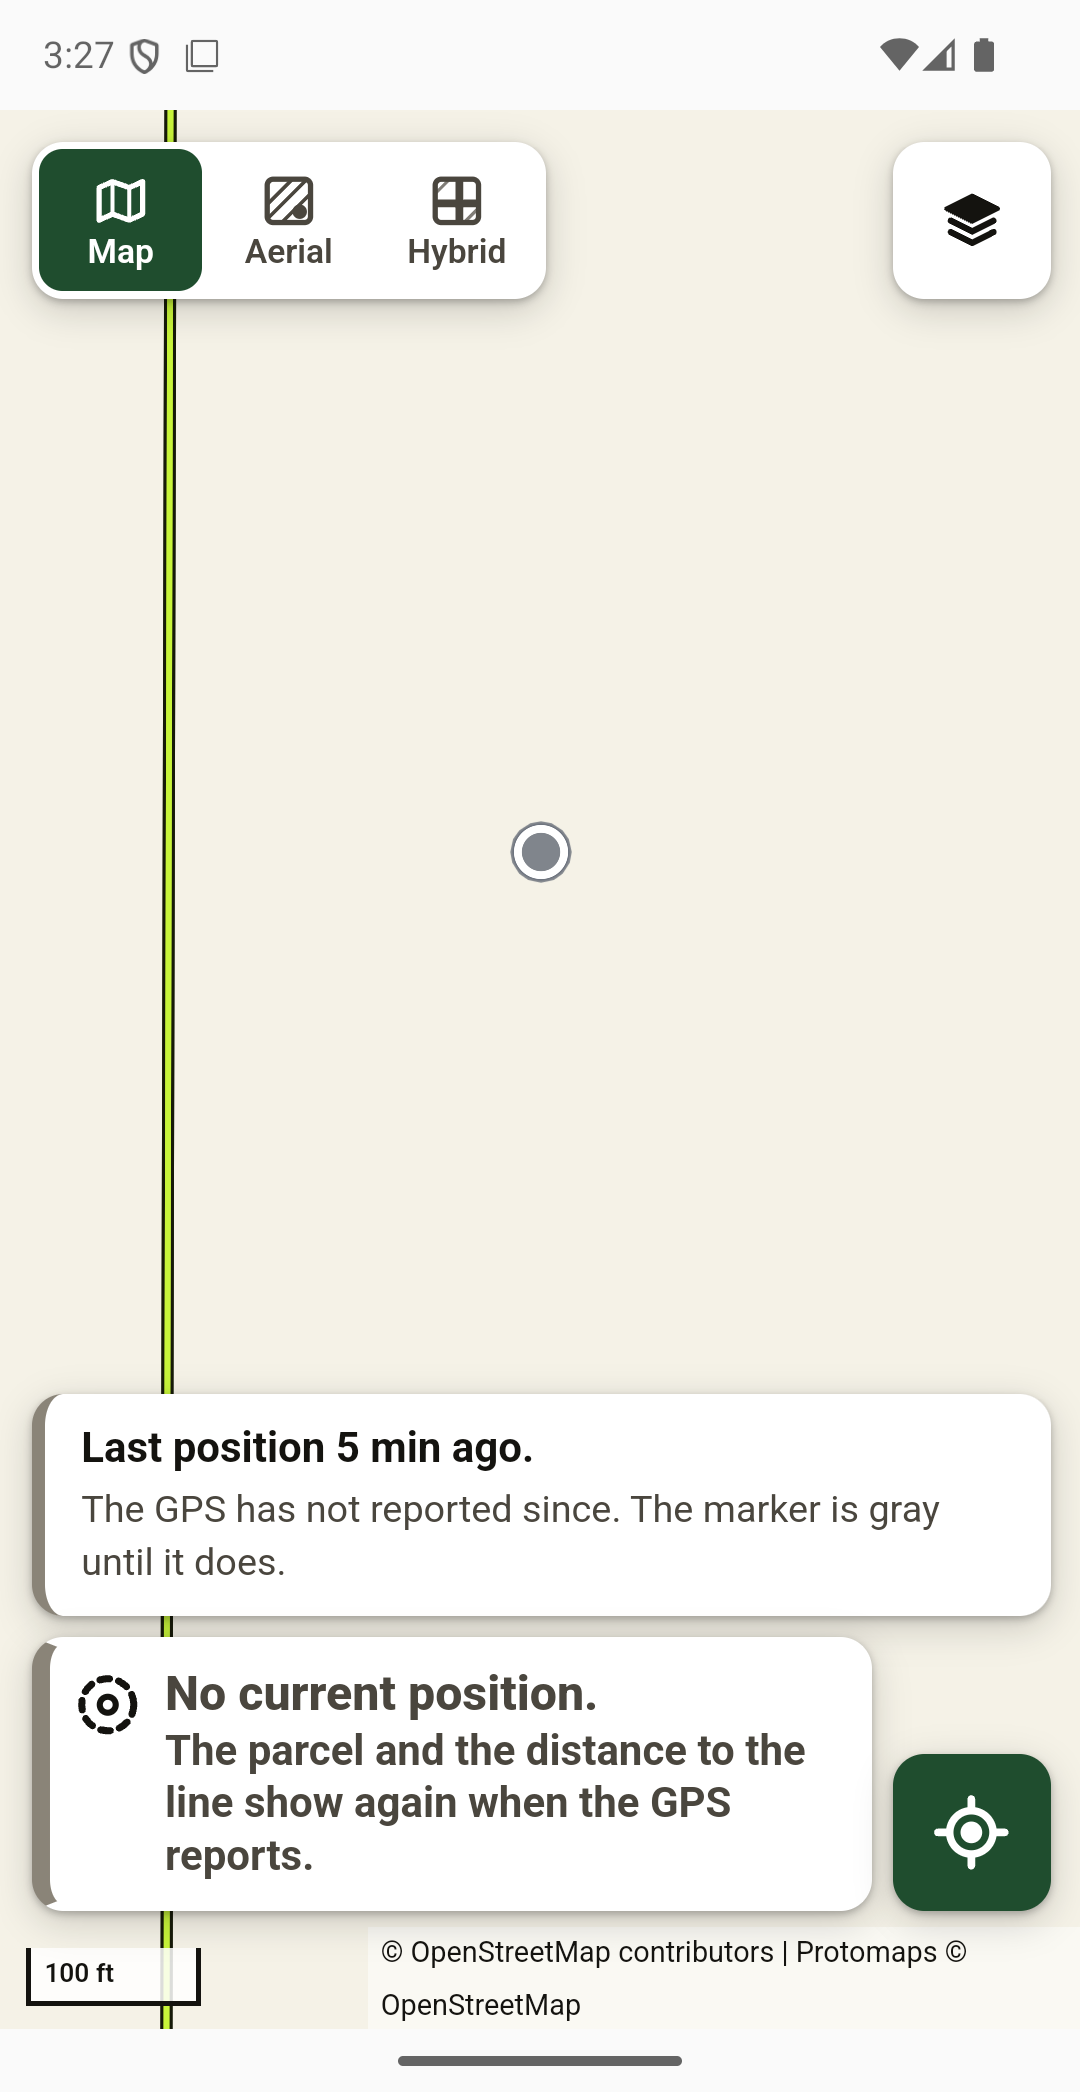 3:27
Map
Aerial
Hybrid
Last position 5 min ago.
The GPS has not reported since. The marker is gray
until it does.
No current position.
The parcel and the distance to the
line show again when the GPS
reports.
100 ft
© OpenStreetMap contributors | Protomaps ©
OpenStreetMap